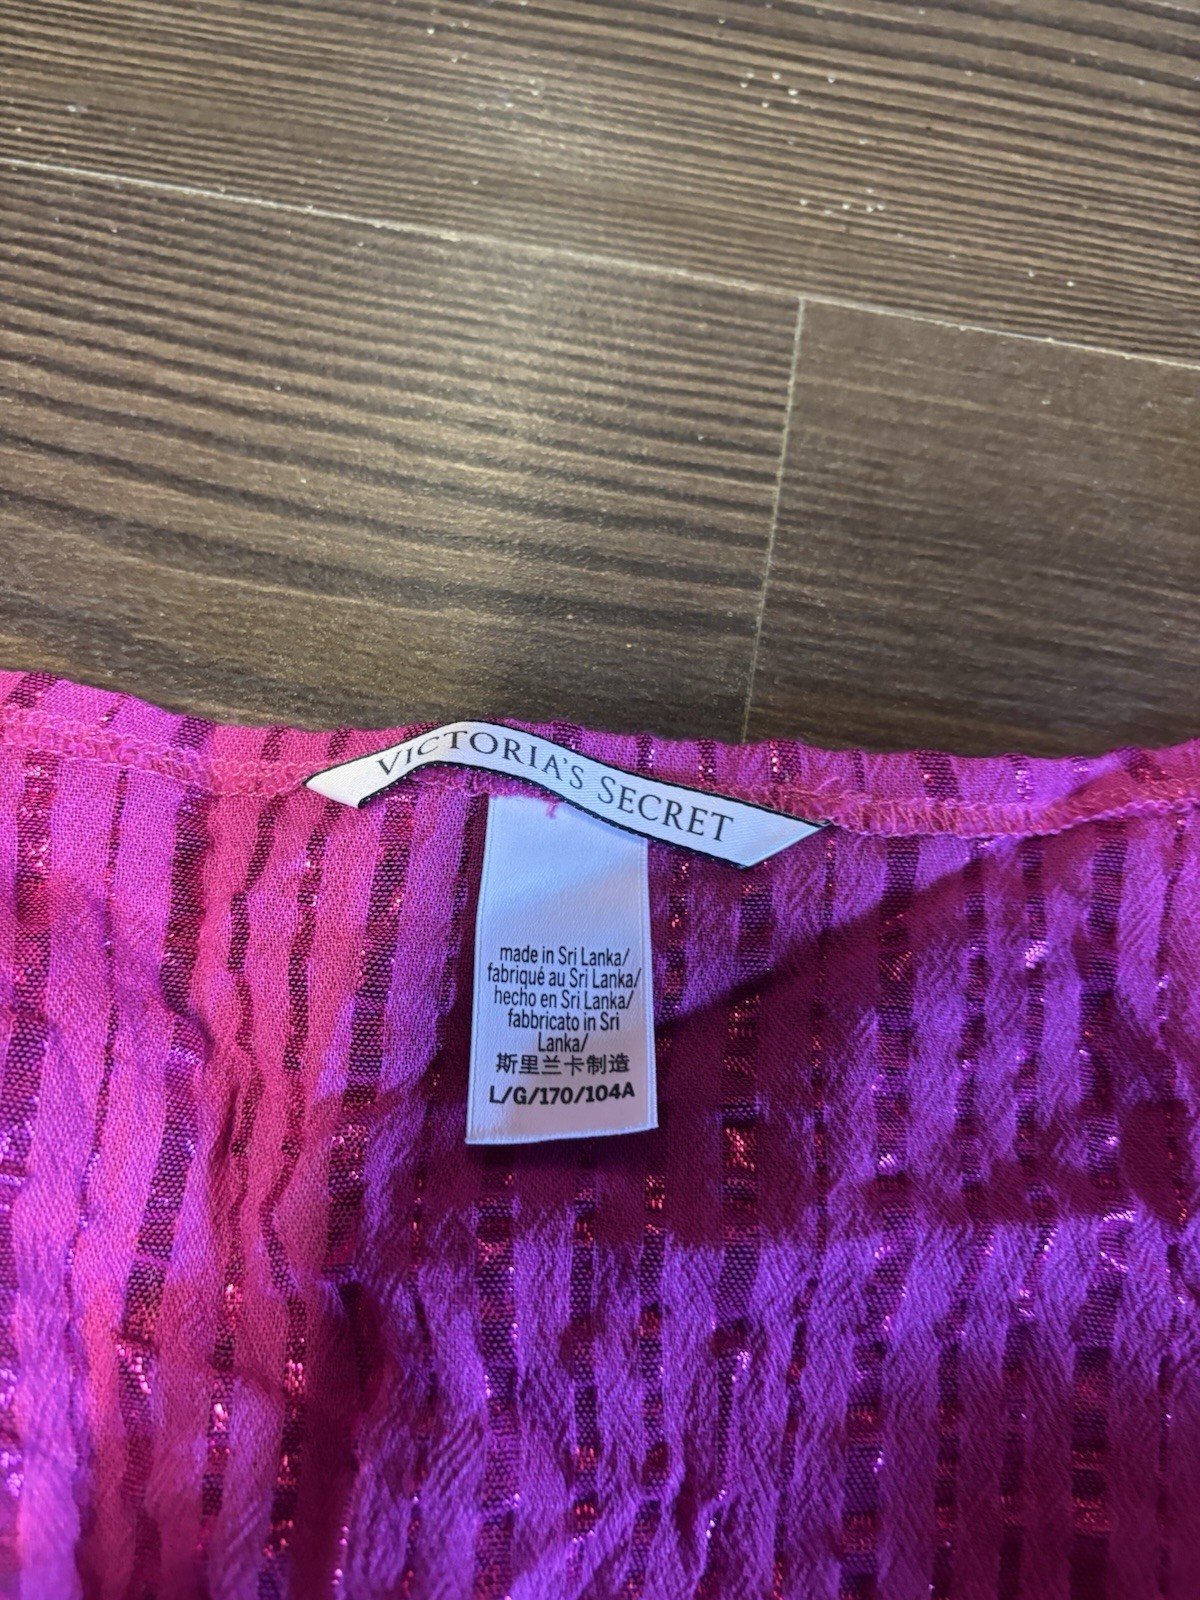 VICTORIA'S SECRET
made in Sri Lanka/
fabriqué au Sri Lanka/
hecho en Sri Lanka/
fabbricato in Sri
Lanka/
斯里兰卡制造
L/G/170/104A